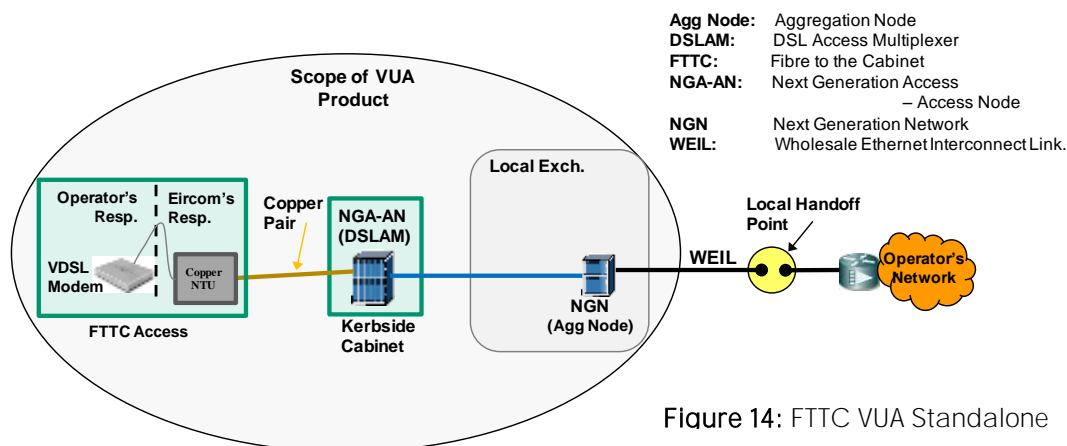 Agg Node: Aggregation Node
DSLAM: DSL Access Multiplexer
FTTC: Fibre to the Cabinet
NGA-AN: Next Generation Access
– Access Node
NGN Next Generation Network
WEIL: Wholesale Ethernet Interconnect Link.
Scope of VUA
Product
Local Exch.
Operator's
Resp.
Eircom's
Resp.
VDSL
Modem
Copper
NTU
FTTC Access
Copper
Pair
NGA-AN
(DSLAM)
Kerbside
Cabinet
NGN
(Agg Node)
WEIL
Local Handoff
Point
Operator's
Network
Figure 14: FTTC VUA Standalone